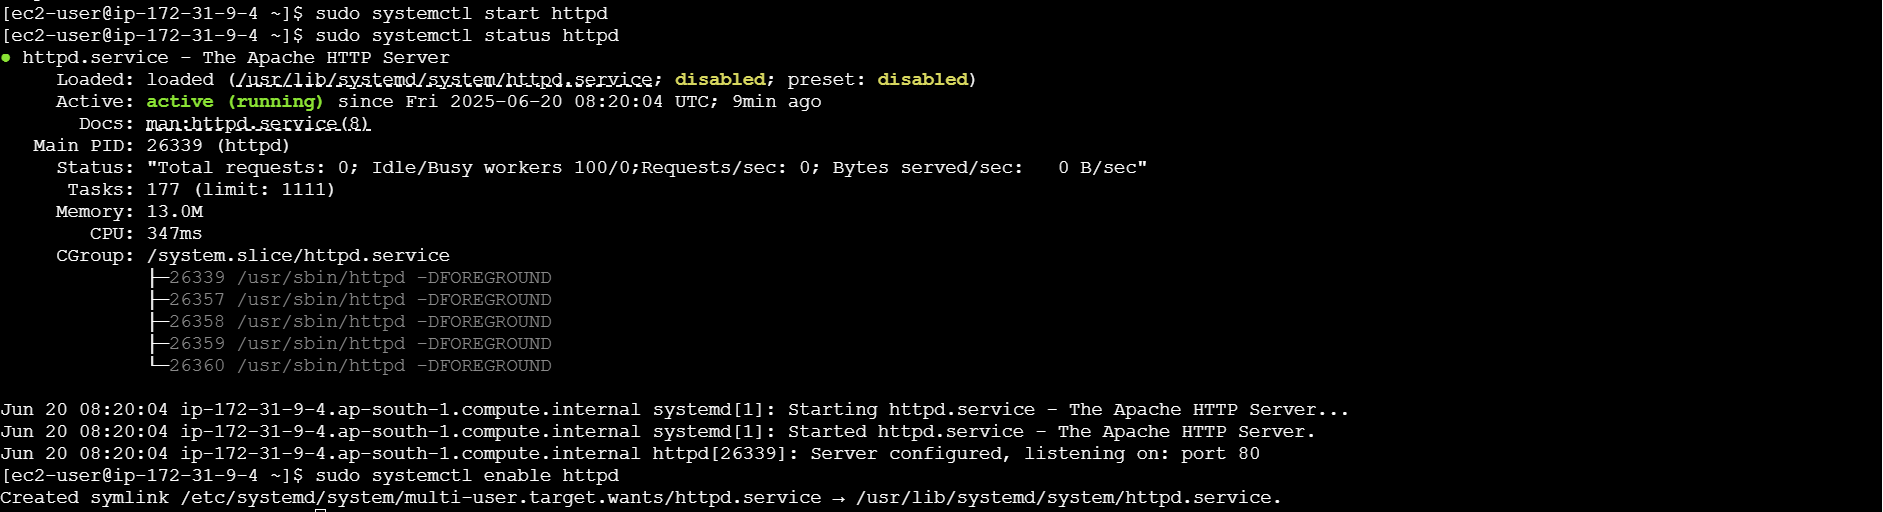 [ec2-user@ip-172-31-9-4 ~]$ sudo systemctl start httpd
[ec2-user@ip-172-31-9-4 ~]$ sudo systemctl status httpd
● httpd.service - The Apache HTTP Server
     Loaded: loaded (/usr/lib/systemd/system/httpd.service; disabled; preset: disabled)
     Active: active (running) since Fri 2025-06-20 08:20:04 UTC; 9min ago
       Docs: man:httpd.service(8)
   Main PID: 26339 (httpd)
     Status: "Total requests: 0; Idle/Busy workers 100/0;Requests/sec: 0; Bytes served/sec:   0 B/sec"
      Tasks: 177 (limit: 1111)
     Memory: 13.0M
        CPU: 347ms
     CGroup: /system.slice/httpd.service
             ├─26339 /usr/sbin/httpd -DFOREGROUND
             ├─26357 /usr/sbin/httpd -DFOREGROUND
             ├─26358 /usr/sbin/httpd -DFOREGROUND
             ├─26359 /usr/sbin/httpd -DFOREGROUND
             └─26360 /usr/sbin/httpd -DFOREGROUND

Jun 20 08:20:04 ip-172-31-9-4.ap-south-1.compute.internal systemd[1]: Starting httpd.service - The Apache HTTP Server...
Jun 20 08:20:04 ip-172-31-9-4.ap-south-1.compute.internal systemd[1]: Started httpd.service - The Apache HTTP Server.
Jun 20 08:20:04 ip-172-31-9-4.ap-south-1.compute.internal httpd[26339]: Server configured, listening on: port 80
[ec2-user@ip-172-31-9-4 ~]$ sudo systemctl enable httpd
Created symlink /etc/systemd/system/multi-user.target.wants/httpd.service → /usr/lib/systemd/system/httpd.service.